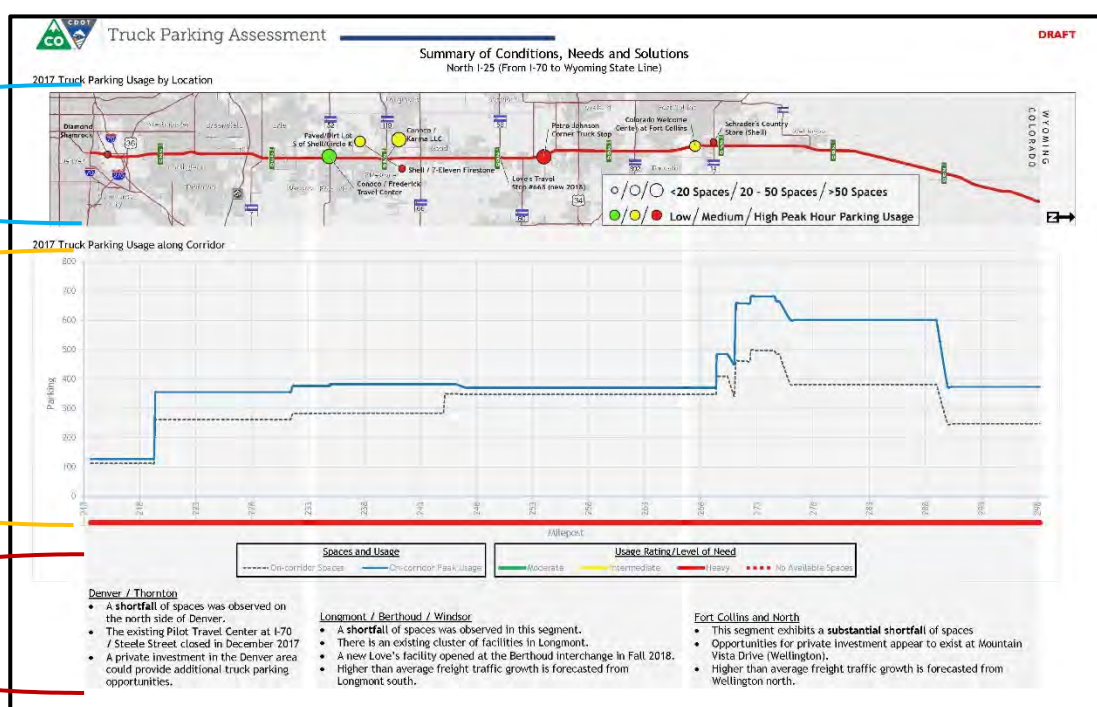 CO CDOT
Truck Parking Assessment
DRAFT
Summary of Conditions, Needs and Solutions
North I-25 (From I-70 to Wyoming State Line)
2017 Truck Parking Usage by Location
Diamond
Shamrock
36
Paved/Dirt Lot
S of Shell/Circle K
Conoco /
Karina LLC
Shell / 7-Eleven Firestone
Conoco / Frederick
Travel Center
Petro Johnson
Corner Truck Stop
Love's Travel
Stop #665 (new 2018)
34
Colorado Welcome
Center at Fort Collins
Schrader's Country
Store (Shell)
WYOMING
COLORADO
<20 Spaces/ 20 - 50 Spaces/ >50 Spaces
Low/ Medium/ High Peak Hour Parking Usage
2017 Truck Parking Usage along Corridor
800
700
600
500
400
300
200
100
0
Parking
Milepost
Spaces and Usage
On-corridor Spaces
On-corridor Peak Usage
Usage Rating/Level of Need
Moderate
Intermediate
Heavy
No Available Spaces
Denver / Thornton
• A shortfall of spaces was observed on
the north side of Denver.
• The existing Pilot Travel Center at I-70
/ Steele Street closed in December 2017
• A private investment in the Denver area
could provide additional truck parking
opportunities.
Longmont / Berthoud / Windsor
• A shortfall of spaces was observed in this segment.
• There is an existing cluster of facilities in Longmont.
• A new Love's facility opened at the Berthoud interchange in Fall 2018.
• Higher than average freight traffic growth is forecasted from
Longmont south.
Fort Collins and North
• This segment exhibits a substantial shortfall of spaces
• Opportunities for private investment appear to exist at Mountain
Vista Drive (Wellington).
• Higher than average freight traffic growth is forecasted from
Wellington north.